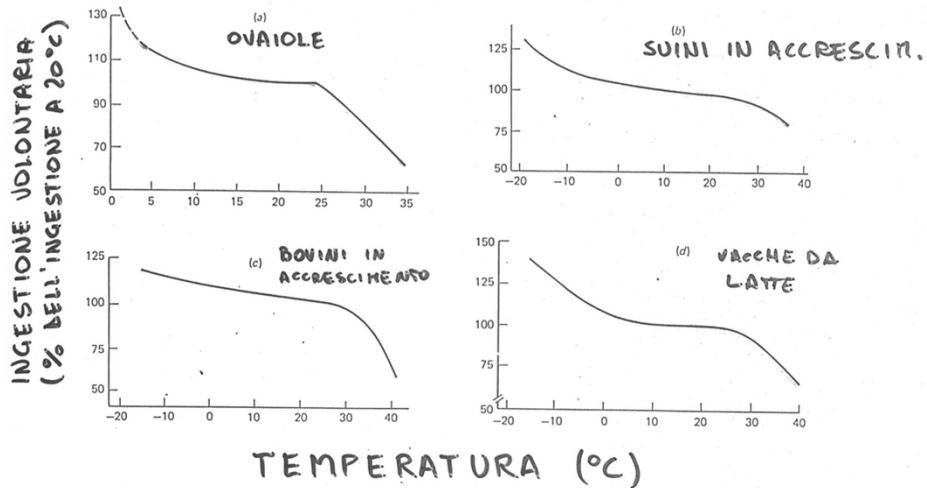 INGESTIONE VOLONTARIA
(% DELL'INGESTIONE A 20°C)
(a)
OVAIOLE
130
110
90
70
50
0 5 10 15 20 25 30 35
(b)
SUINI IN ACCRESCIM.
125
100
75
50
-20 -10 0 10 20 30 40
(c)
BOVINI IN
ACCRESCIMENTO
125
100
75
50
-20 -10 0 10 20 30 40
(d)
VACCHE DA
LATTE
150
125
100
75
50
-20 -10 0 10 20 30 40
TEMPERATURA (°C)